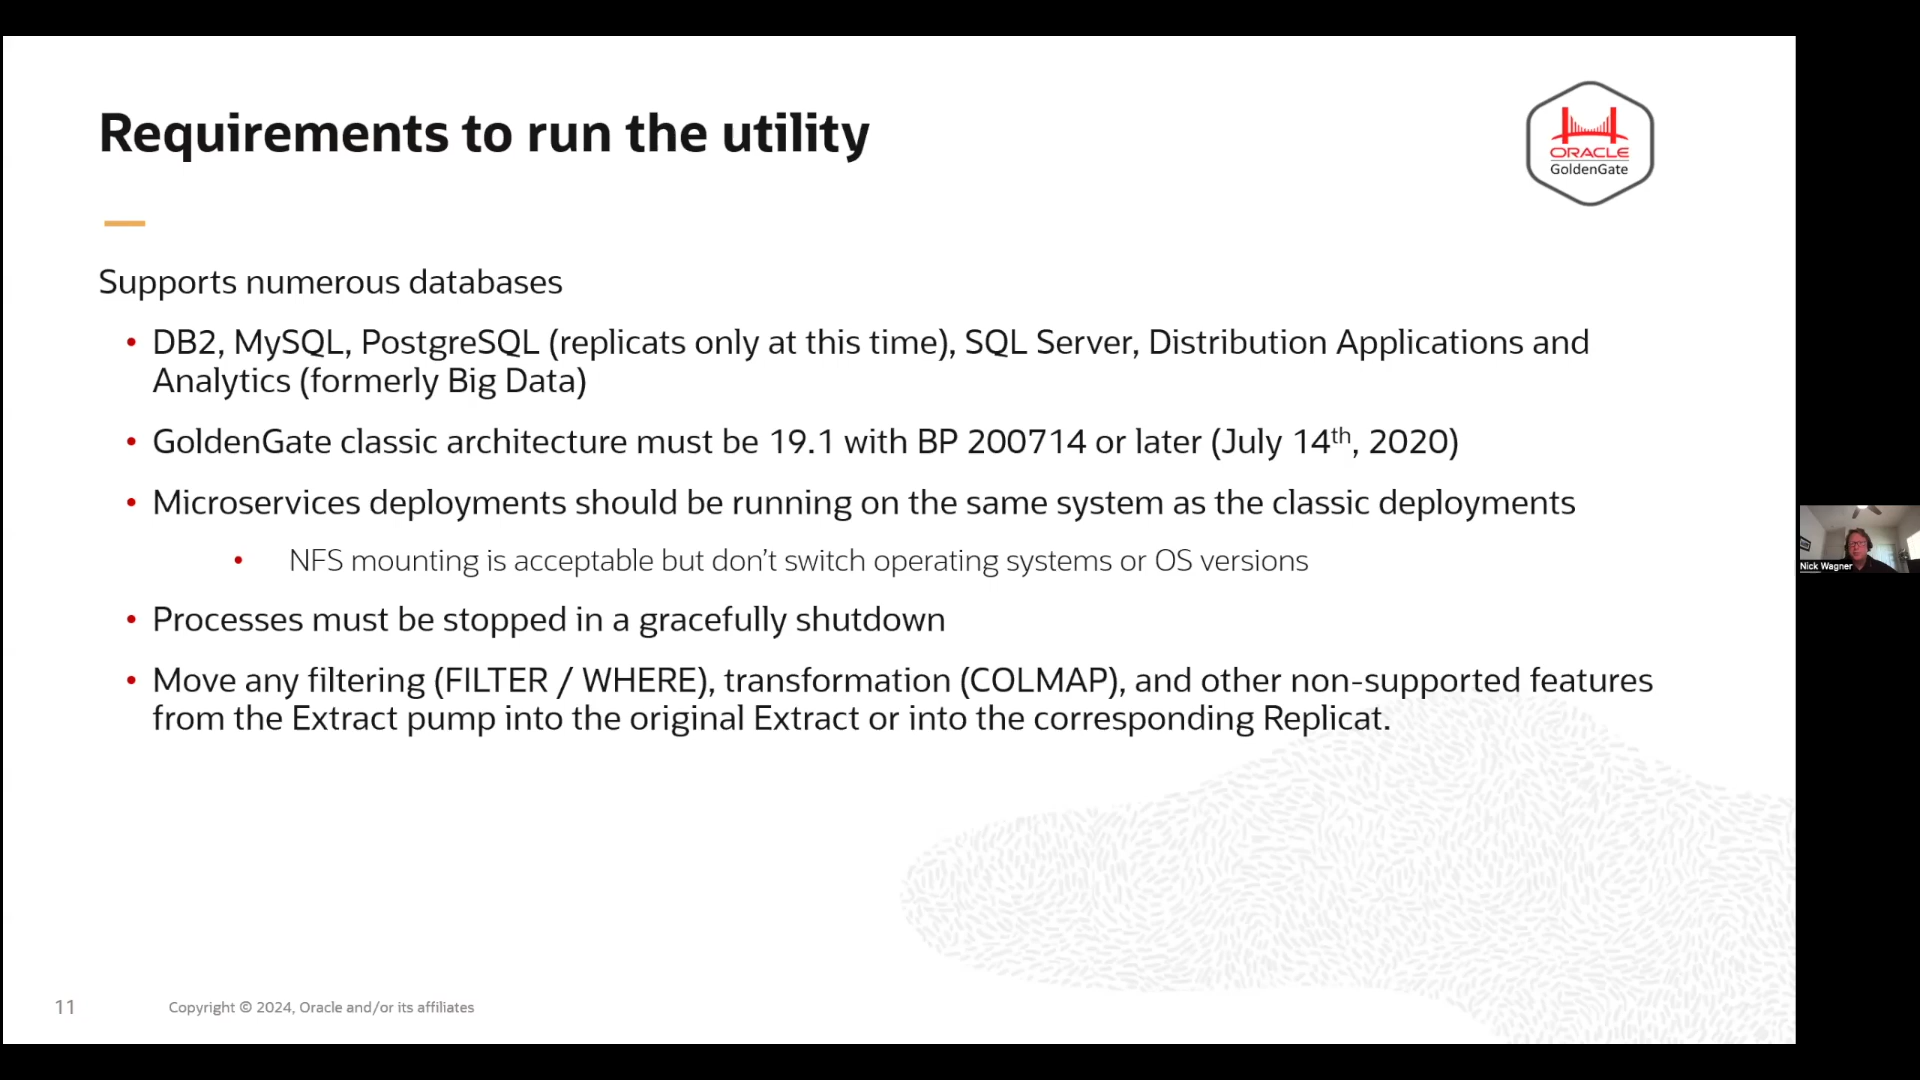 Requirements to run the utility
ORACLE
GoldenGate
Supports numerous databases
• DB2, MySQL, PostgreSQL (replicats only at this time), SQL Server, Distribution Applications and
Analytics (formerly Big Data)
• GoldenGate classic architecture must be 19.1 with BP 200714 or later (July 14th, 2020)
• Microservices deployments should be running on the same system as the classic deployments
• NFS mounting is acceptable but don’t switch operating systems or OS versions
• Processes must be stopped in a gracefully shutdown
• Move any filtering (FILTER / WHERE), transformation (COLMAP), and other non-supported features
from the Extract pump into the original Extract or into the corresponding Replicat.
Nick Wagner
11
Copyright © 2024, Oracle and/or its affiliates